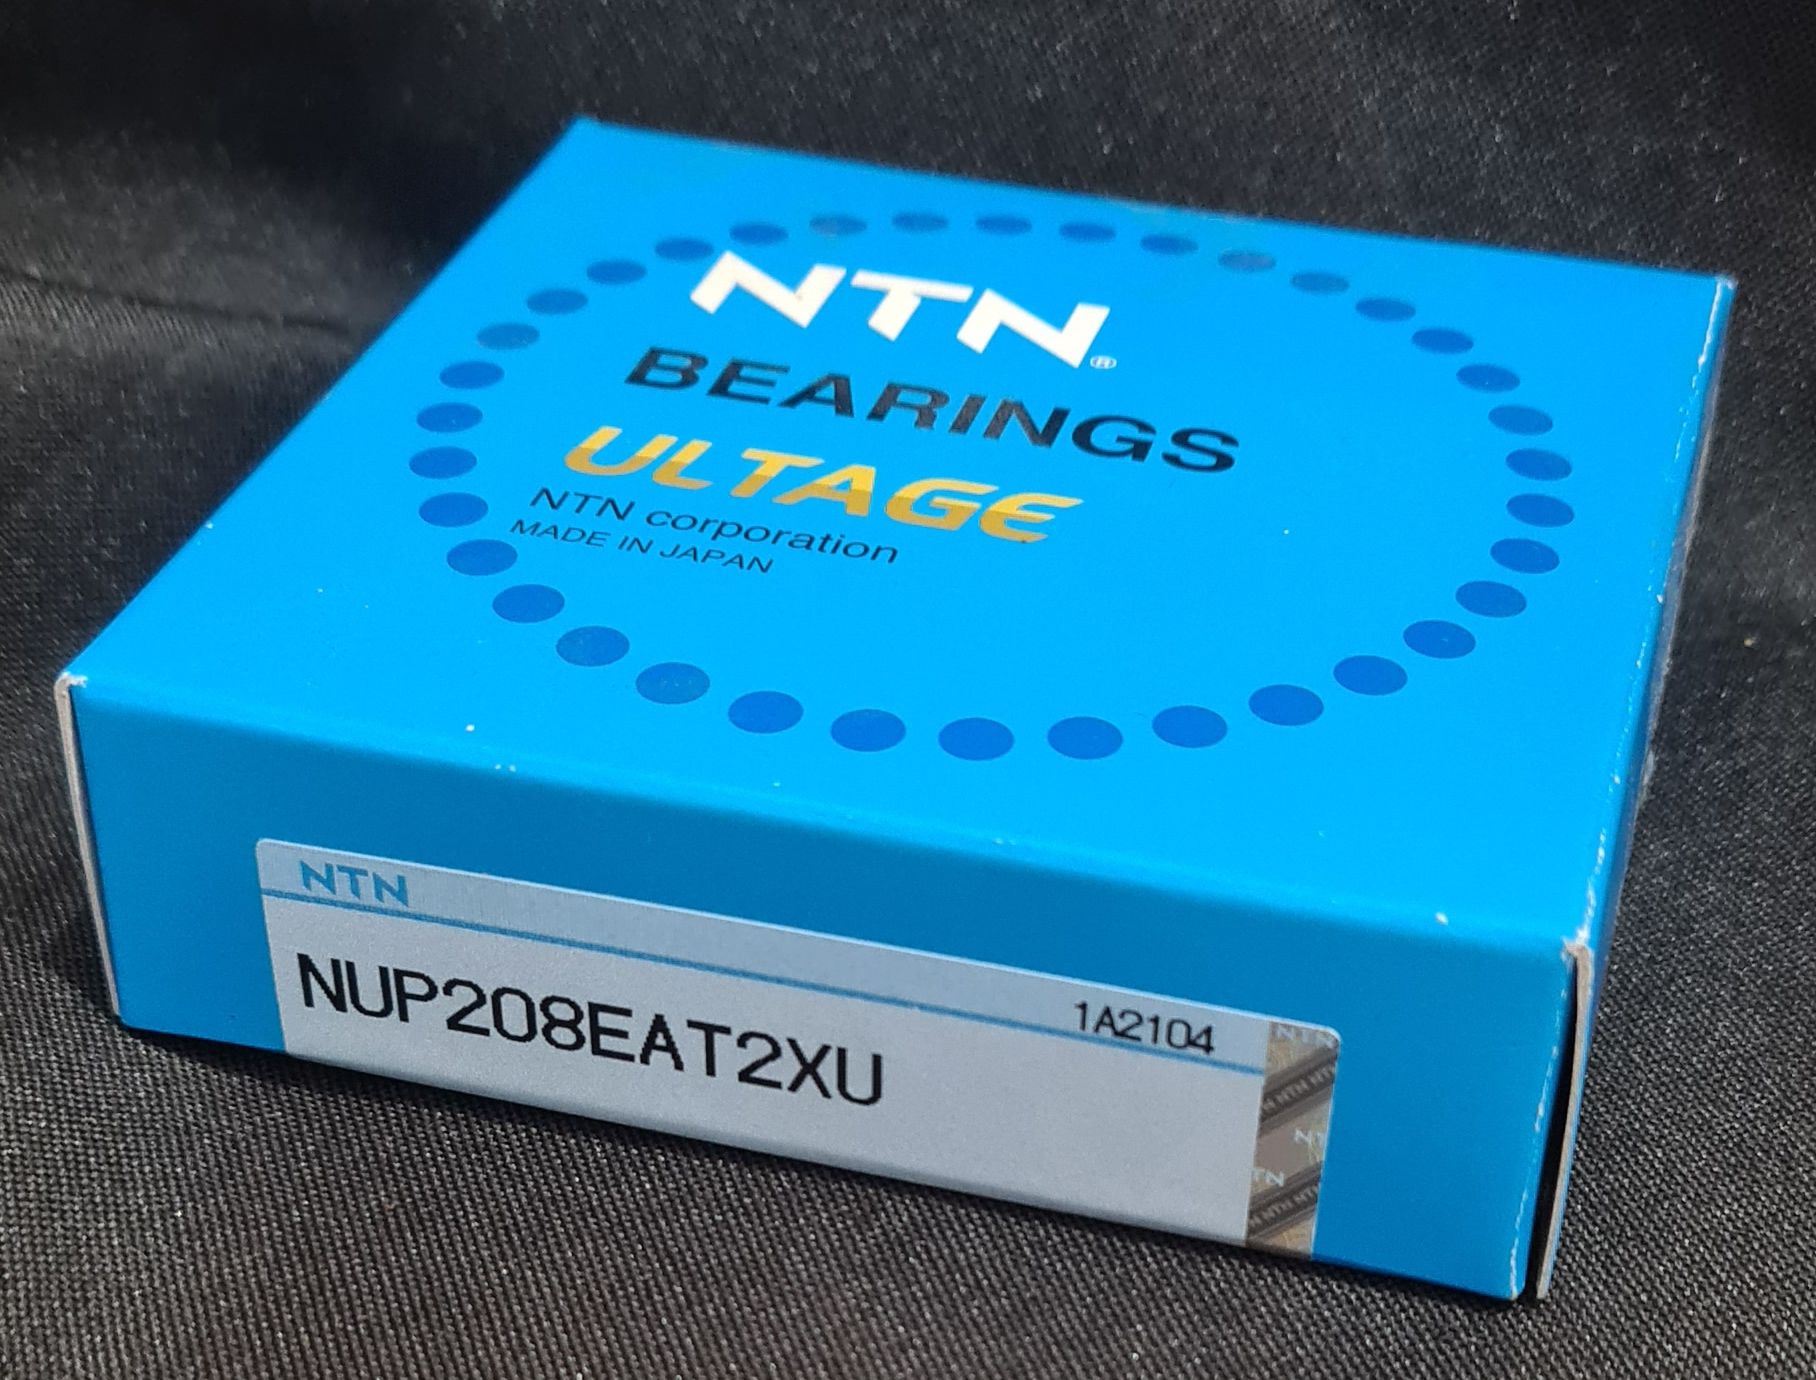 NTN®
BEARINGS
ULTAGE
NTN corporation
MADE IN JAPAN
NTN
1A2104
NUP208EAT2XU